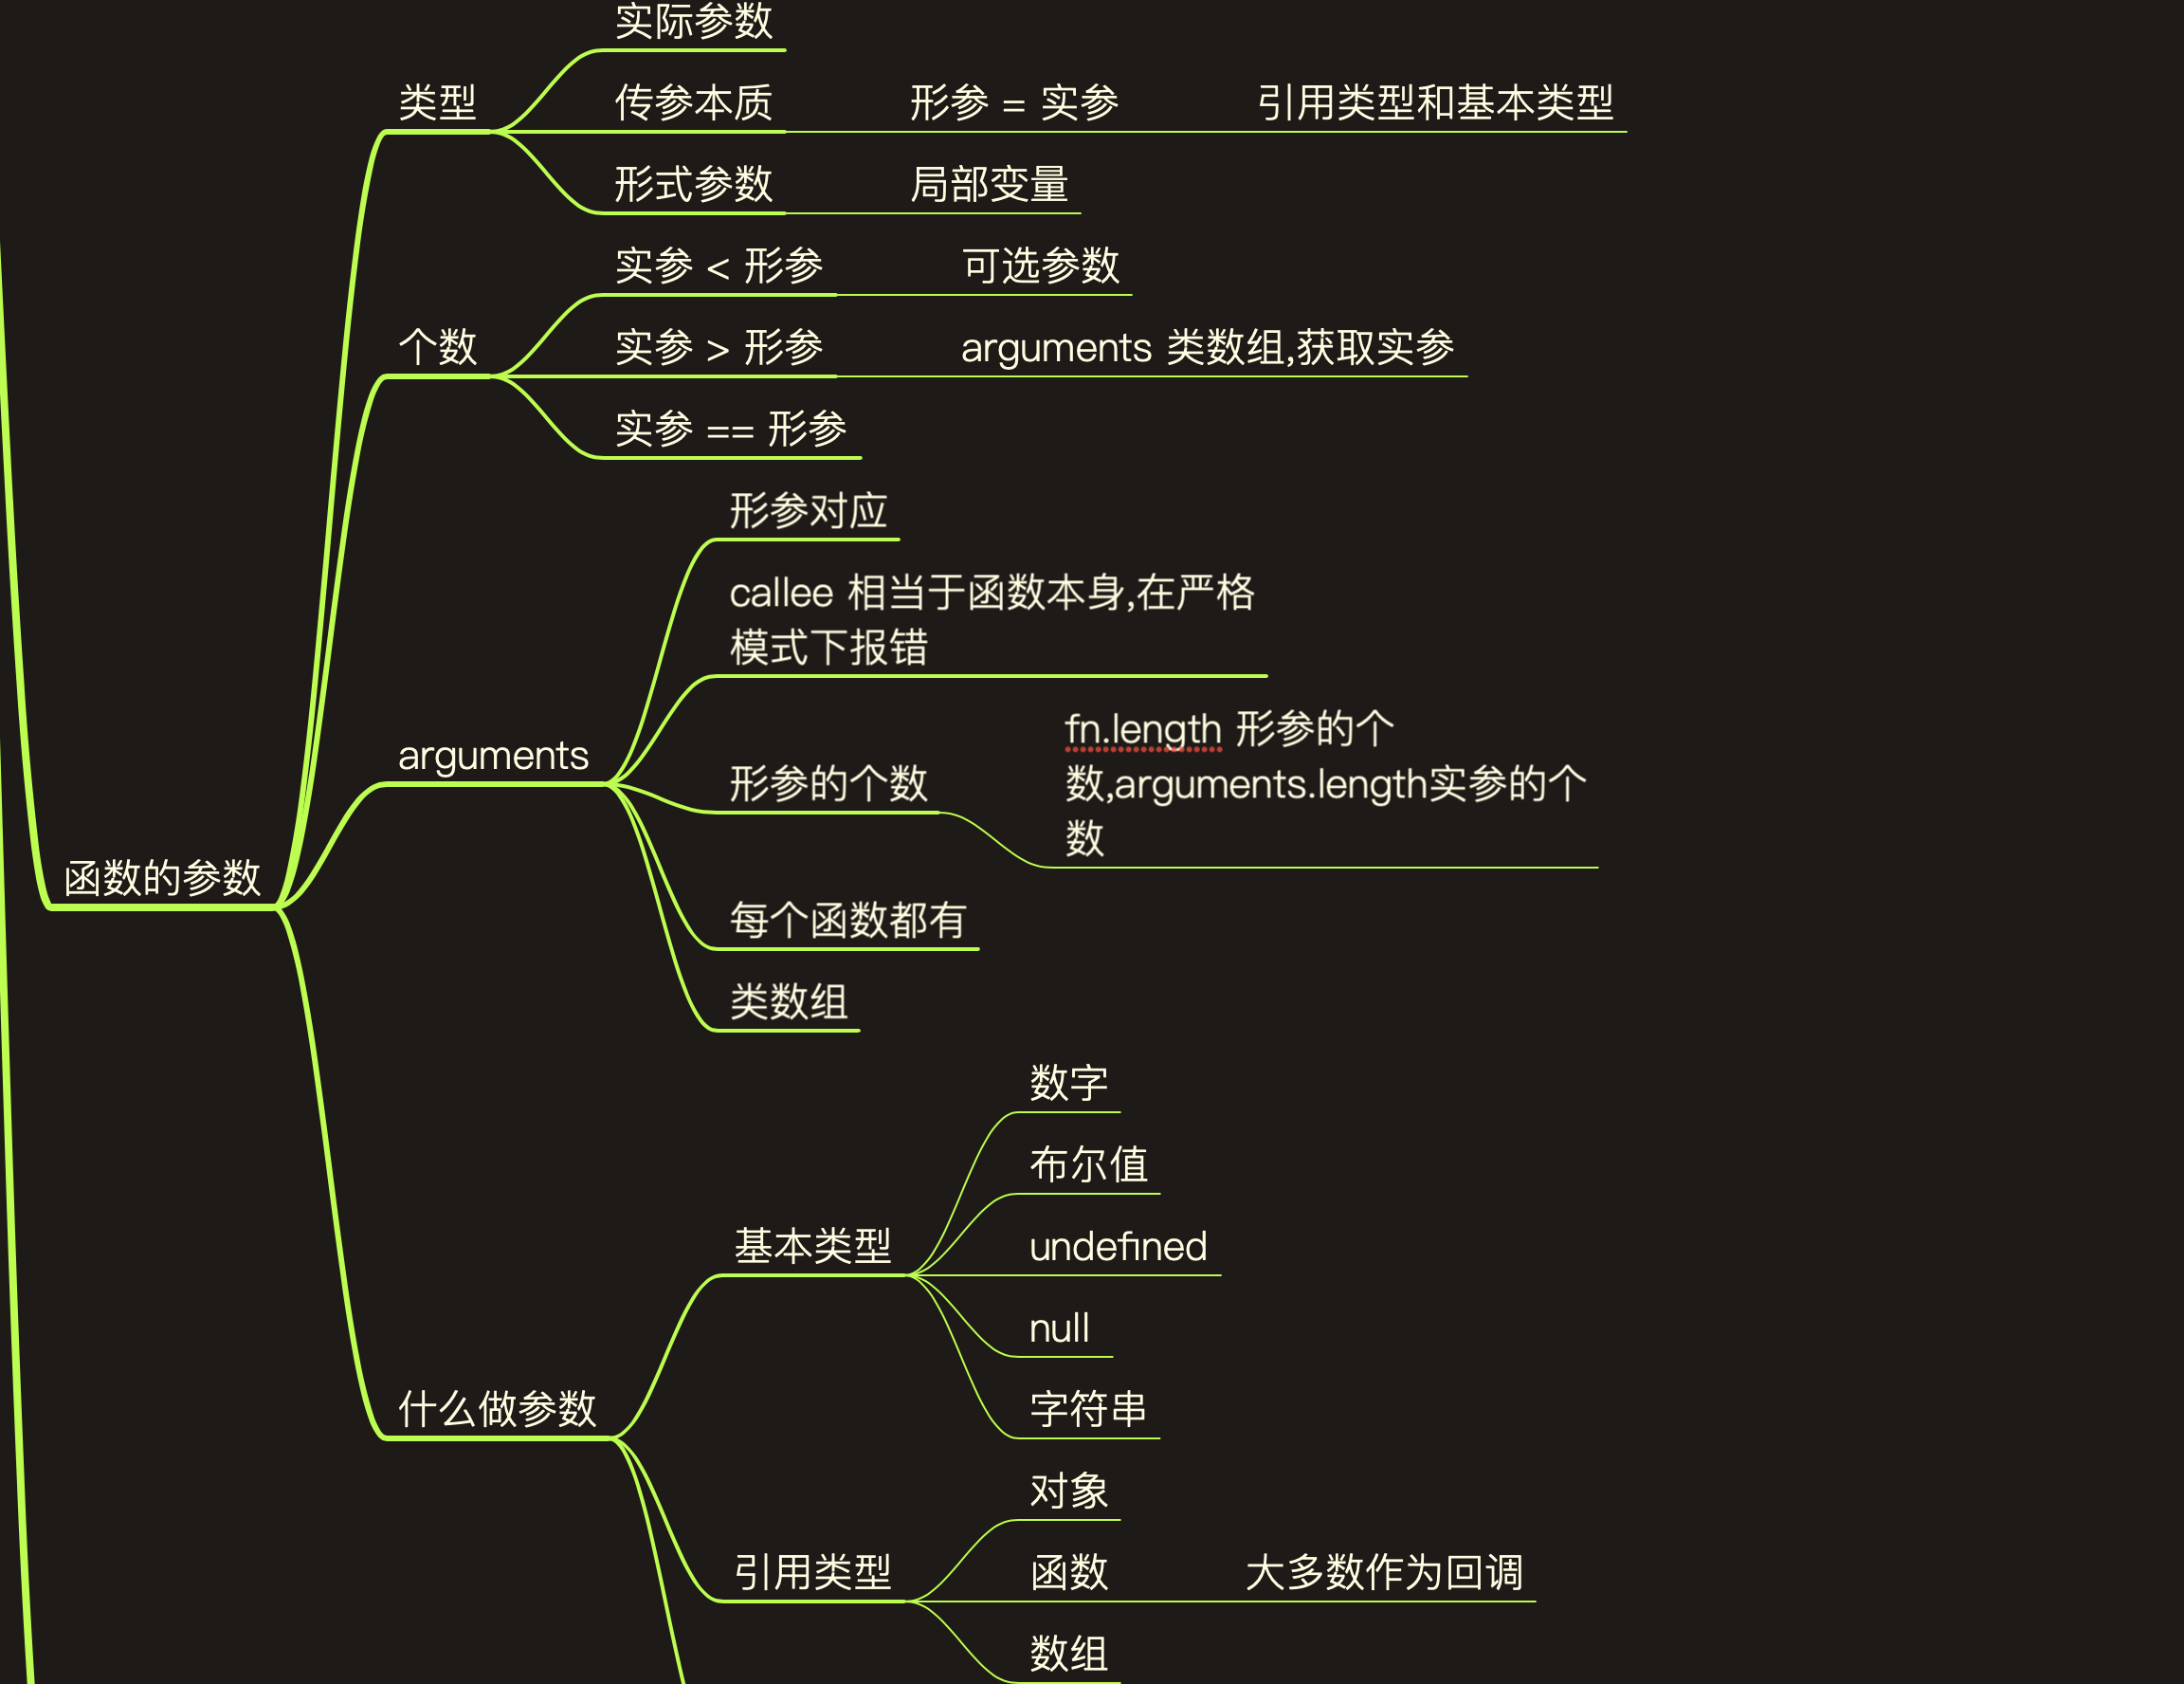 实际参数
类型
传参本质
形参 = 实参
引用类型和基本类型
形式参数
局部变量
实参 < 形参
可选参数
个数
实参 > 形参
arguments 类数组,获取实参
实参 == 形参
形参对应
callee 相当于函数本身,在严格
模式下报错
arguments
形参的个数
fn.length 形参的个
数,arguments.length实参的个
数
函数的参数
每个函数都有
类数组
数字
布尔值
基本类型
undefined
null
什么做参数
字符串
对象
引用类型
函数
大多数作为回调
数组